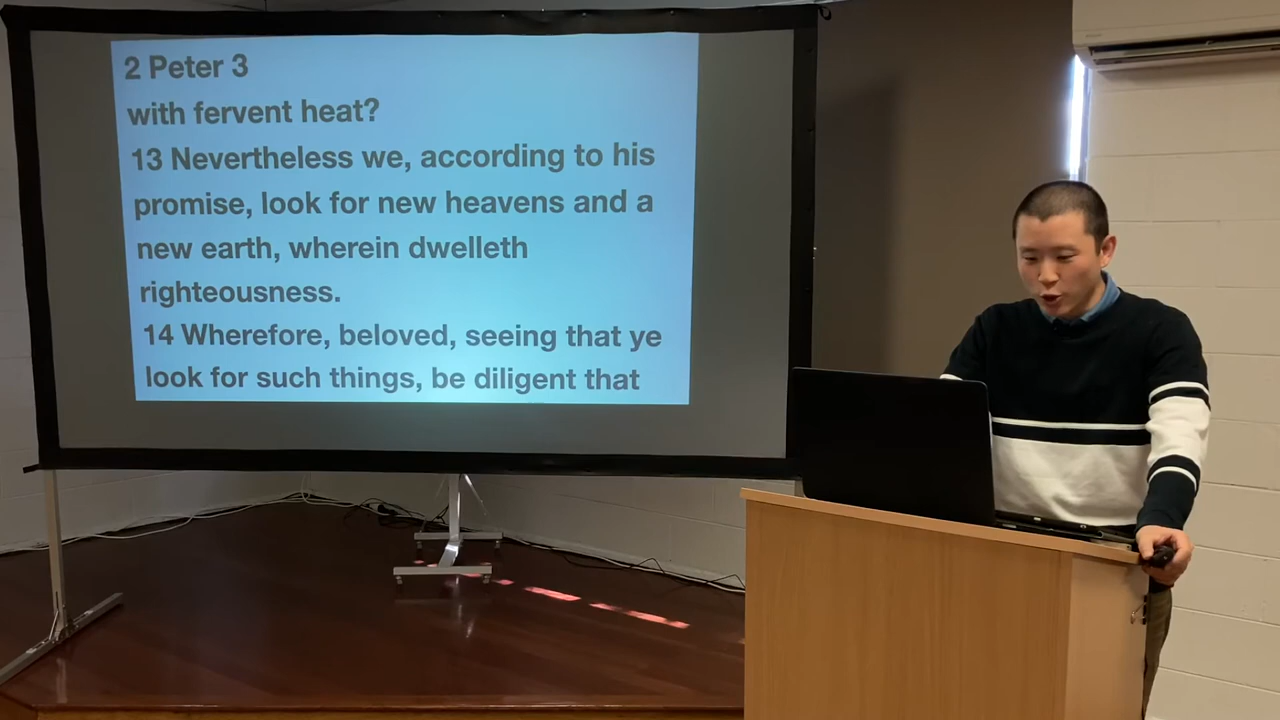 2 Peter 3
with fervent heat?
13 Nevertheless we, according to his
promise, look for new heavens and a
new earth, wherein dwelleth
righteousness.
14 Wherefore, beloved, seeing that ye
look for such things, be diligent that